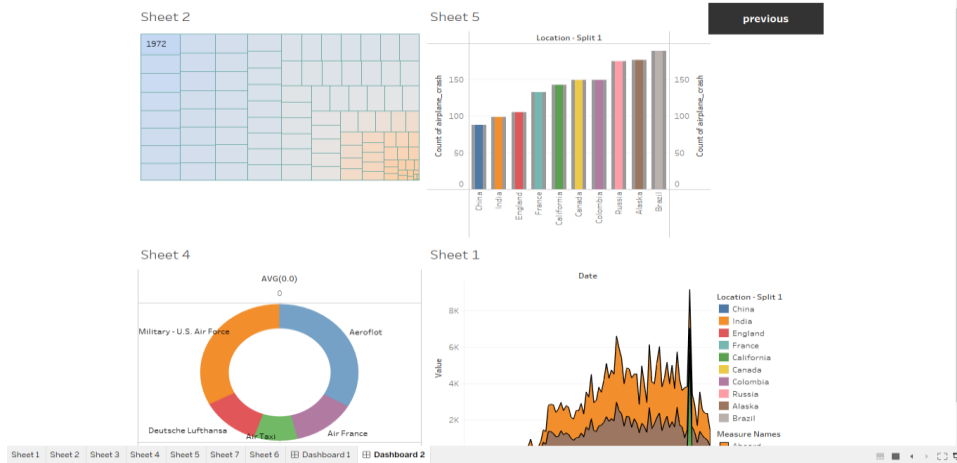 Sheet 2
1972
Sheet 5
previous
Location - Split 1
Count of airplane_crash
150
100
50
0
150
100
50
0
Count of airplane_crash
China
India
England
France
California
Canada
Colombia
Russia
Alaska
Brazil
Sheet 4
AVG(0.0)
0
Military - U.S. Air Force
Aeroflot
Deutsche Lufthansa
Air Taxi
Air France
Sheet 1
Date
Value
8K
6K
4K
2K
Location - Split 1
China
India
England
France
California
Canada
Colombia
Russia
Alaska
Brazil
Measure Names
Sheet 1 Sheet 2 Sheet 3 Sheet 4 Sheet 5 Sheet 7 Sheet 6 Dashboard 1 Dashboard 2